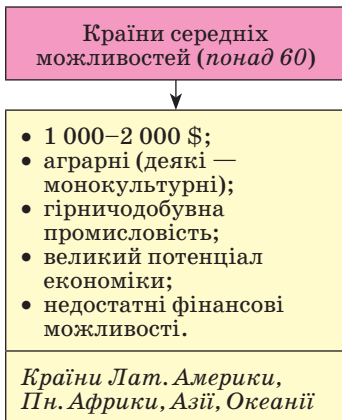 Країни середніх
можливостей (понад 60)
• 1 000–2 000 $;
• аграрні (деякі —
монокультурні);
• гірничодобувна
промисловість;
• великий потенціал
економіки;
• недостатні фінансові
можливості.
Країни Лат. Америки,
Пн. Африки, Азії, Океанії